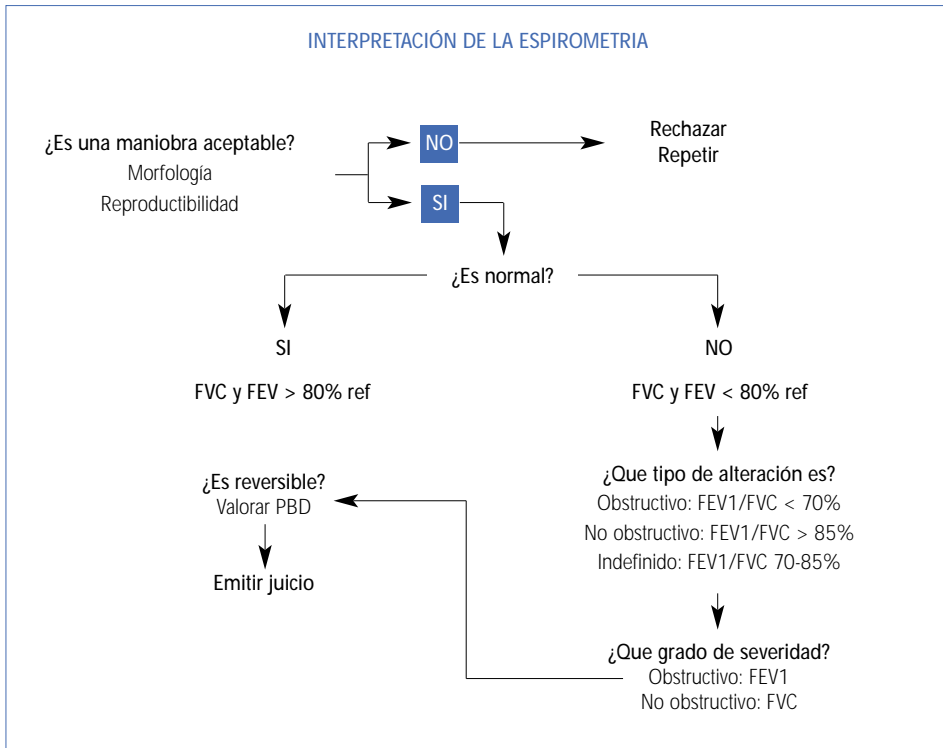 INTERPRETACIÓN DE LA ESPIROMETRIA
¿Es una maniobra aceptable?
Morfología
Reproductibilidad
NO
Rechazar
Repetir
SI
¿Es normal?
SI
FVC y FEV > 80% ref
NO
FVC y FEV < 80% ref
¿Que tipo de alteración es?
Obstructivo: FEV1/FVC < 70%
No obstructivo: FEV1/FVC > 85%
Indefinido: FEV1/FVC 70-85%
¿Que grado de severidad?
Obstructivo: FEV1
No obstructivo: FVC
¿Es reversible?
Valorar PBD
Emitir juicio